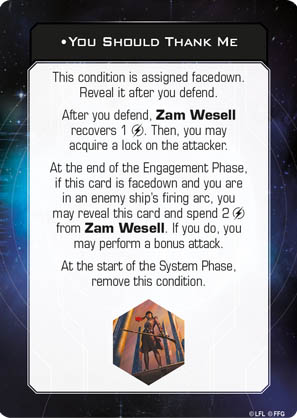 •You Should Thank Me
This condition is assigned facedown.
Reveal it after you defend.
After you defend, Zam Wesell
recovers 1 . Then, you may
acquire a lock on the attacker.
At the end of the Engagement Phase,
if this card is facedown and you are
in an enemy ship's firing arc, you
may reveal this card and spend 2
from Zam Wesell. If you do, you
may perform a bonus attack.
At the start of the System Phase,
remove this condition.
©LFL ©FFG